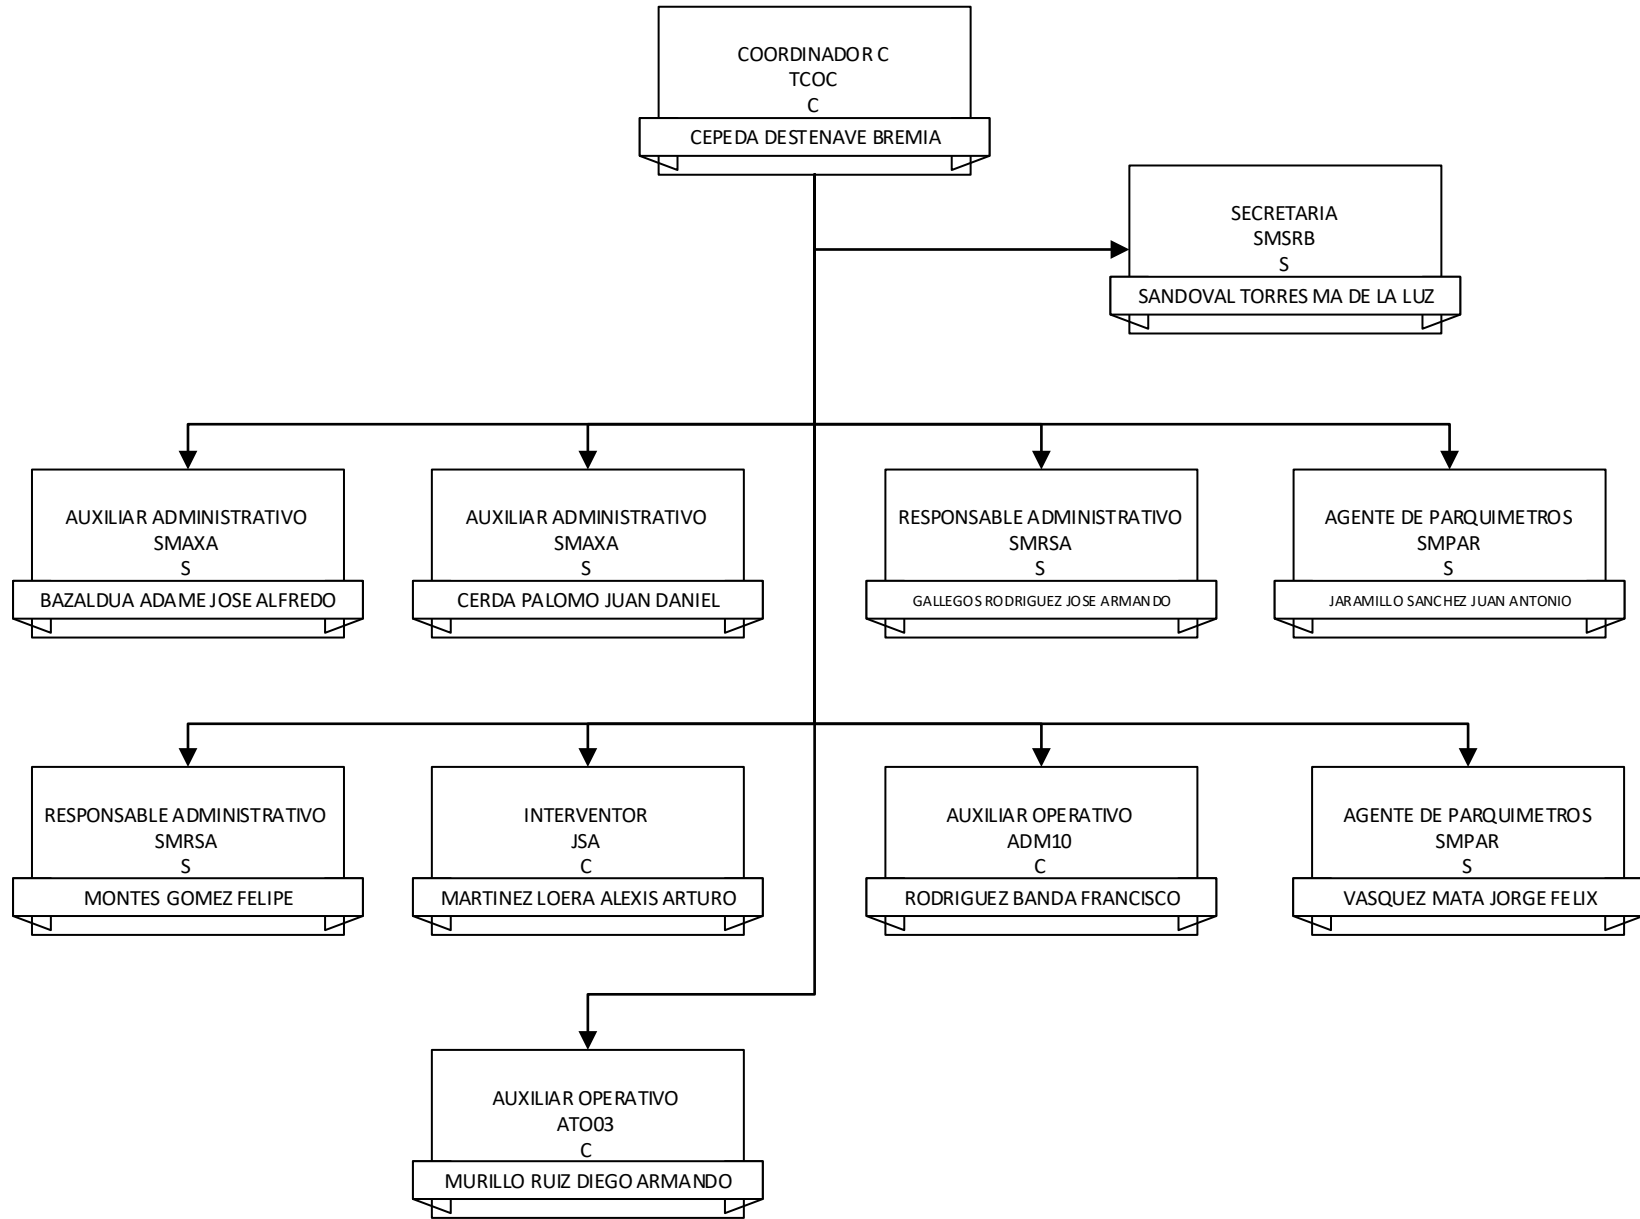 COORDINADOR C
TCOC
C
CEPEDA DESTENAVE BREMIA
SECRETARIA
SMSRB
S
SANDOVAL TORRES MA DE LA LUZ
AUXILIAR ADMINISTRATIVO
SMAXA
S
BAZALDUA ADAME JOSE ALFREDO
AUXILIAR ADMINISTRATIVO
SMAXA
S
CERDA PALOMO JUAN DANIEL
RESPONSABLE ADMINISTRATIVO
SMRSA
S
GALLEGOS RODRIGUEZ JOSE ARMANDO
AGENTE DE PARQUIMETROS
SMPAR
S
JARAMILLO SANCHEZ JUAN ANTONIO
RESPONSABLE ADMINISTRATIVO
SMRSA
S
MONTES GOMEZ FELIPE
INTERVENTOR
JSA
C
MARTINEZ LOERA ALEXIS ARTURO
AUXILIAR OPERATIVO
ADM10
C
RODRIGUEZ BANDA FRANCISCO
AGENTE DE PARQUIMETROS
SMPAR
S
VASQUEZ MATA JORGE FELIX
AUXILIAR OPERATIVO
ATO03
C
MURILLO RUIZ DIEGO ARMANDO